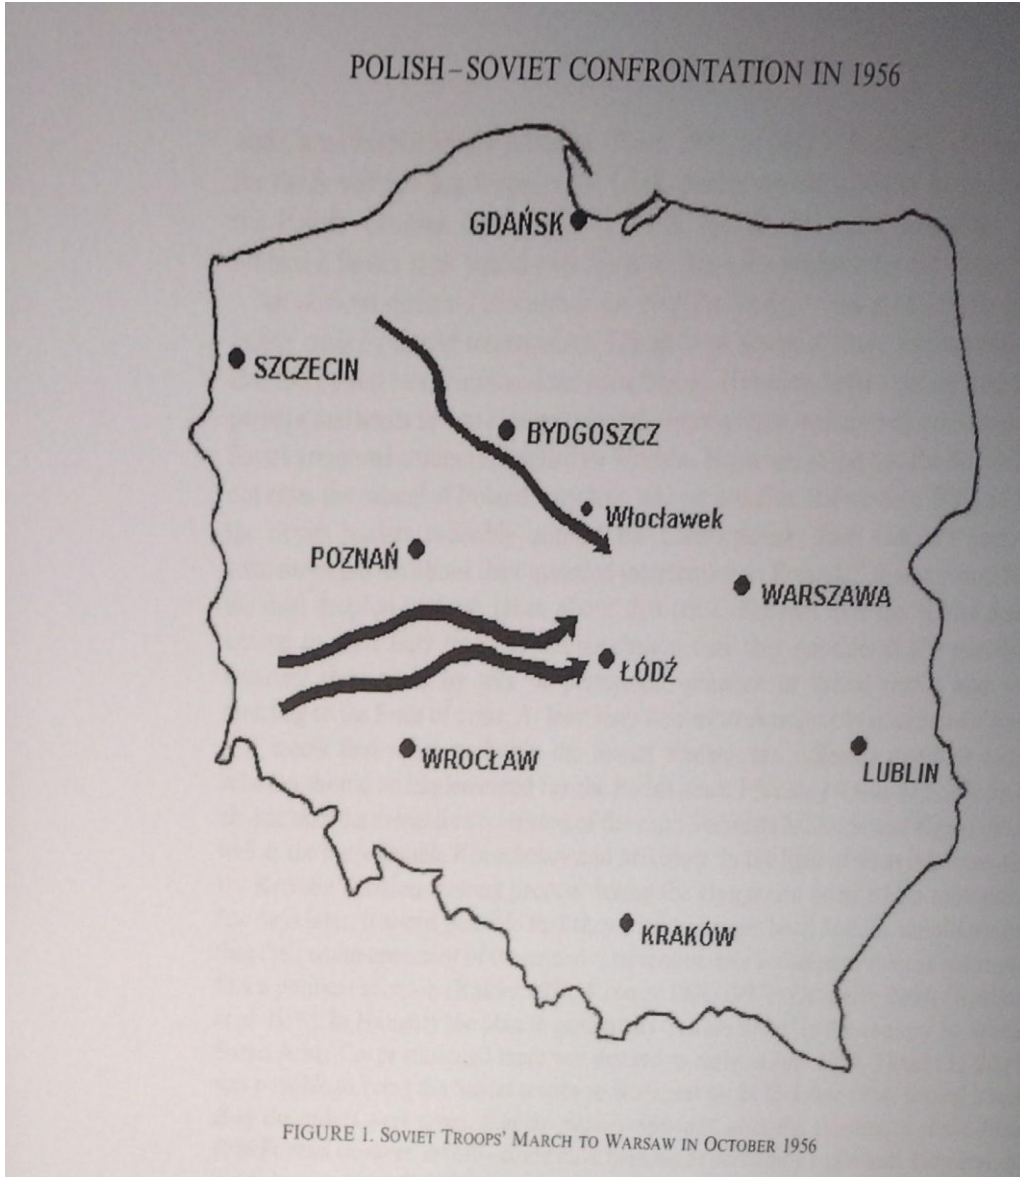 POLISH–SOVIET CONFRONTATION IN 1956
GDAŃSK
SZCZECIN
BYDGOSZCZ
Włocławek
POZNAŃ
WARSZAWA
ŁÓDŹ
WROCŁAW
LUBLIN
KRAKÓW
FIGURE 1. SOVIET TROOPS' MARCH TO WARSAW IN OCTOBER 1956